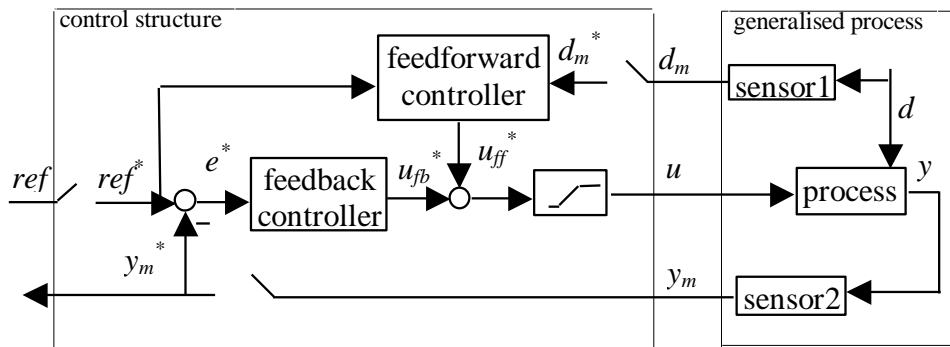 control structure
generalised process
feedforward
controller
d_m^*
d_m
sensor1
d
ref
ref^*
e^*
feedback
controller
u_fb^*
u_ff^*
u
process
y
y_m^*
y_m
sensor2